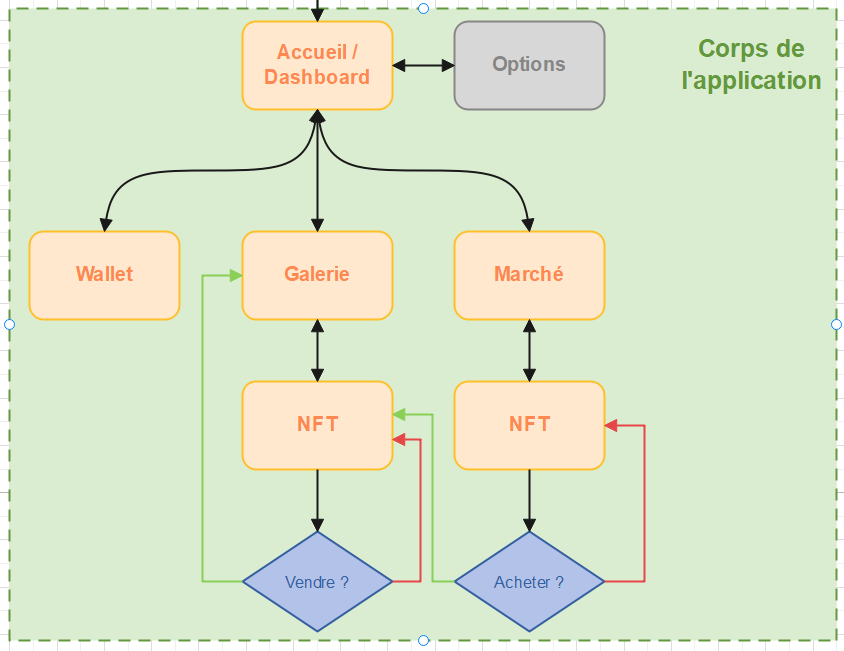 Accueil /
Dashboard
Options
Corps de
l'application
Wallet
Galerie
Marché
NFT
NFT
Vendre ?
Acheter ?